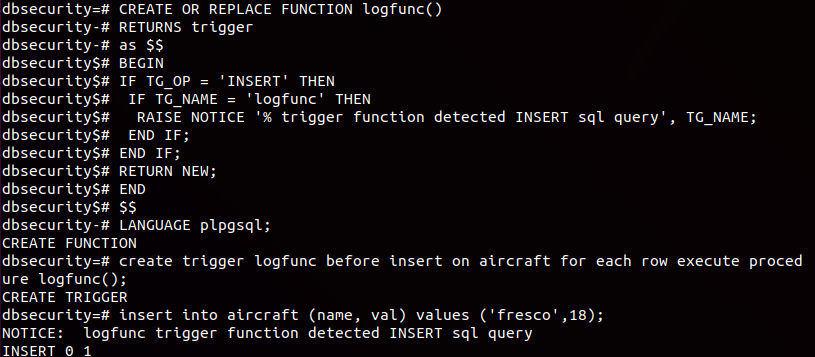 dbsecurity=# CREATE OR REPLACE FUNCTION logfunc()
dbsecurity-# RETURNS trigger
dbsecurity-# as $$
dbsecurity$# BEGIN
dbsecurity$# IF TG_OP = 'INSERT' THEN
dbsecurity$#  IF TG_NAME = 'logfunc' THEN
dbsecurity$#   RAISE NOTICE '% trigger function detected INSERT sql query', TG_NAME;
dbsecurity$#  END IF;
dbsecurity$# END IF;
dbsecurity$# RETURN NEW;
dbsecurity$# END
dbsecurity$# $$
dbsecurity-# LANGUAGE plpgsql;
CREATE FUNCTION
dbsecurity=# create trigger logfunc before insert on aircraft for each row execute proced
ure logfunc();
CREATE TRIGGER
dbsecurity=# insert into aircraft (name, val) values ('fresco',18);
NOTICE:  logfunc trigger function detected INSERT sql query
INSERT 0 1